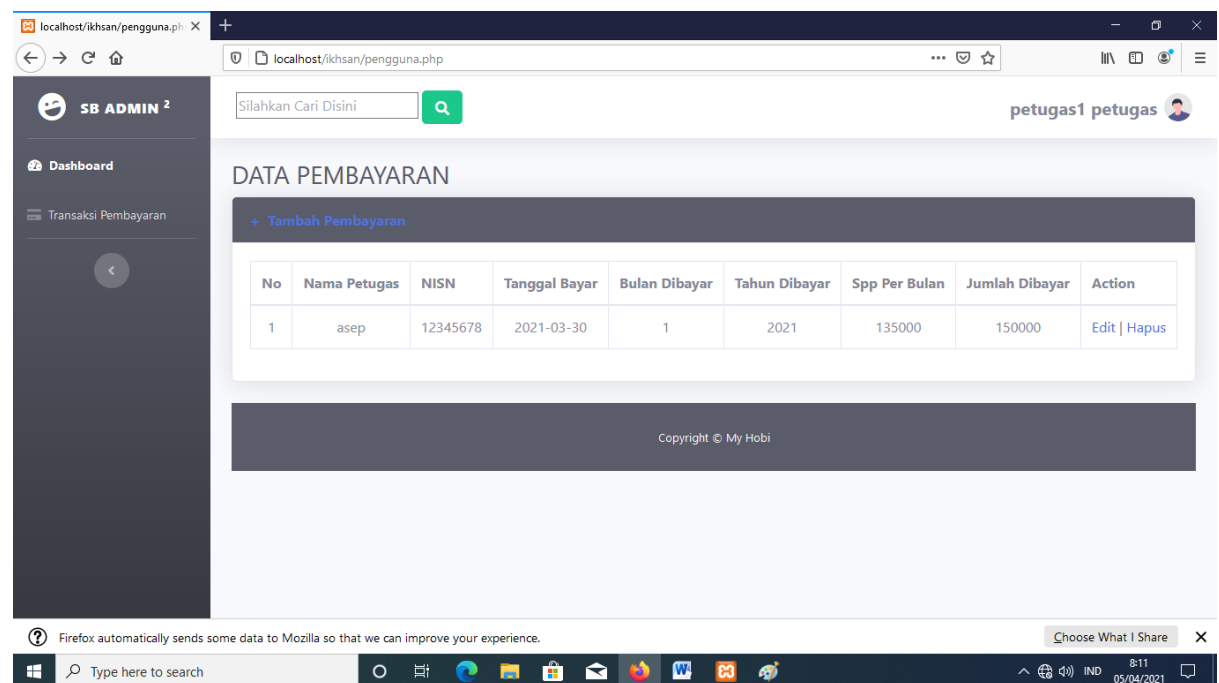 localhost/ikhsan/pengguna.ph
localhost/ikhsan/pengguna.php
SB ADMIN 2
Silahkan Cari Disini
petugas1 petugas
Dashboard
Transaksi Pembayaran
DATA PEMBAYARAN
+ Tambah Pembayaran
No Nama Petugas NISN Tanggal Bayar Bulan Dibayar Tahun Dibayar Spp Per Bulan Jumlah Dibayar Action
1 asep 12345678 2021-03-30 1 2021 135000 150000 Edit | Hapus
Copyright © My Hobi
Firefox automatically sends some data to Mozilla so that we can improve your experience.
Choose What I Share
Type here to search
IND
8:11
05/04/2021